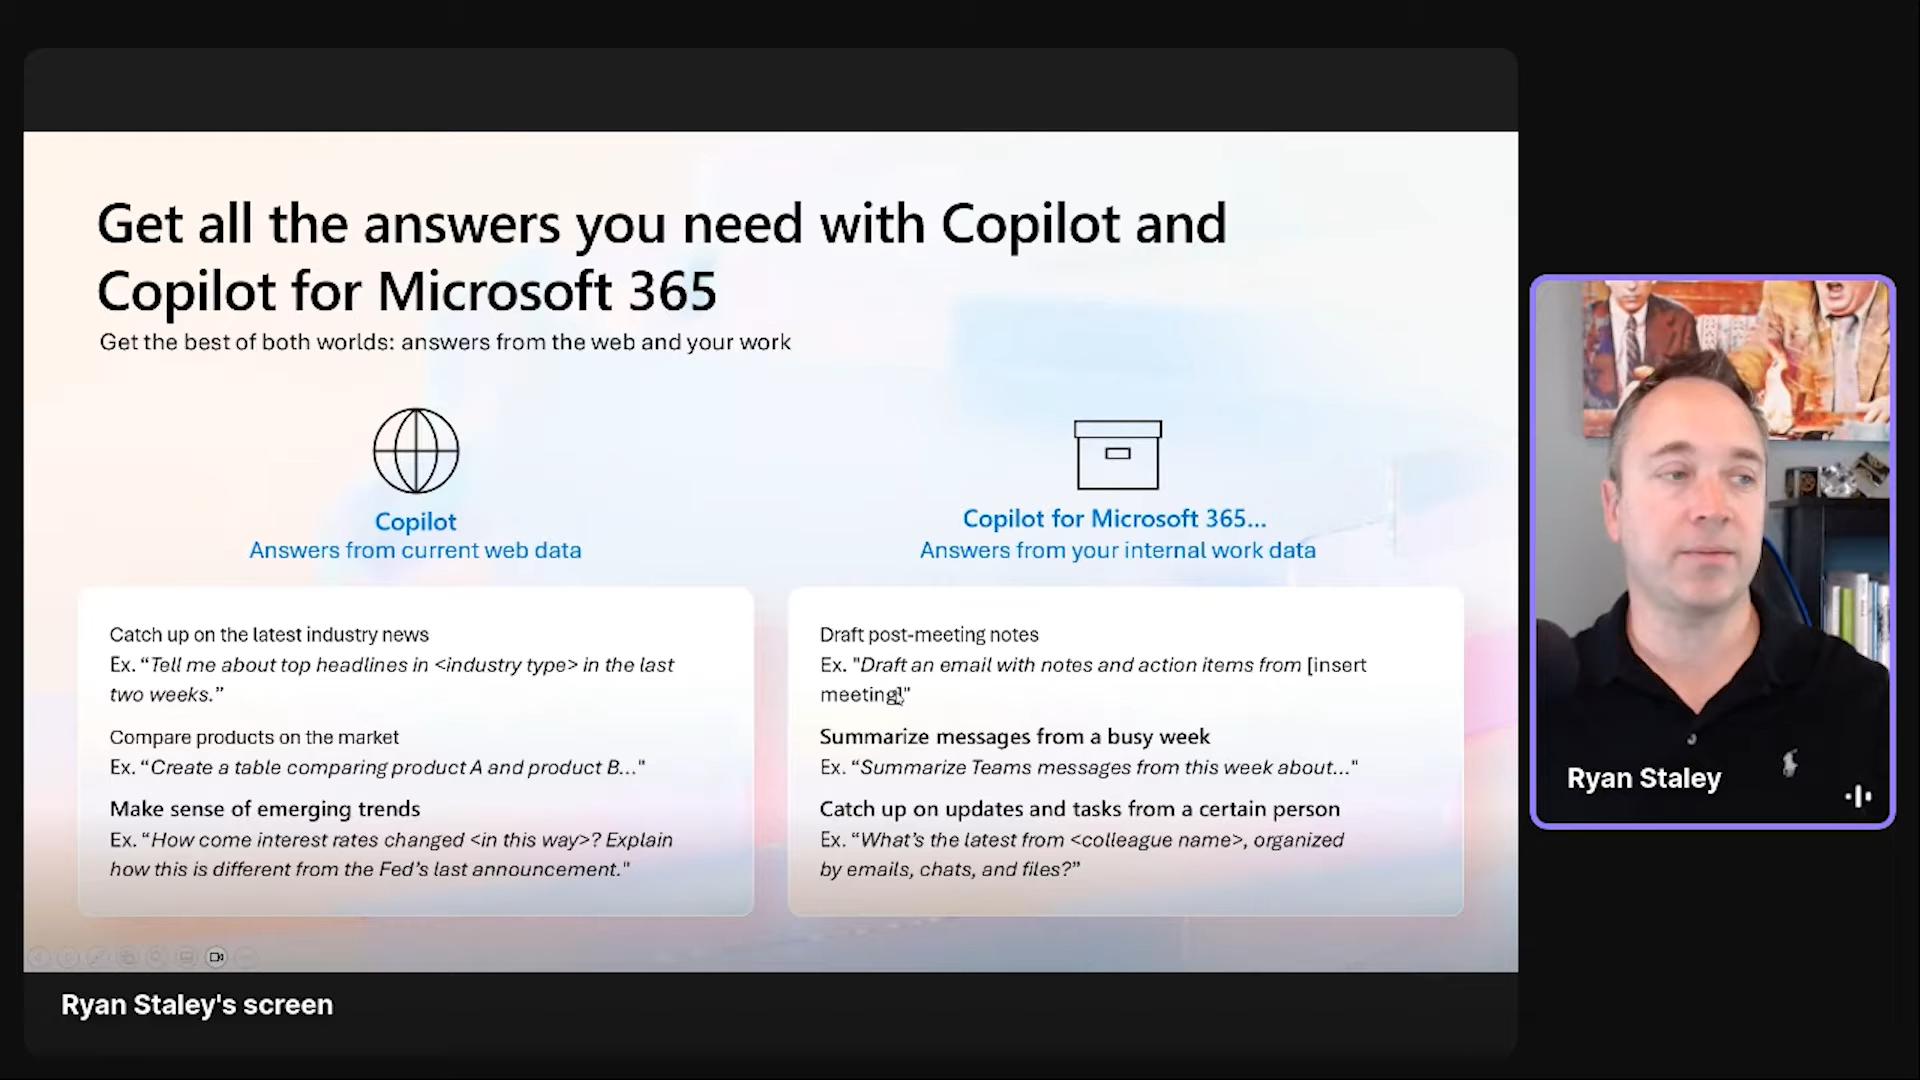 Get all the answers you need with Copilot and
Copilot for Microsoft 365
Get the best of both worlds: answers from the web and your work
Copilot
Answers from current web data
Catch up on the latest industry news
Ex. “Tell me about top headlines in <industry type> in the last
two weeks.”
Compare products on the market
Ex. “Create a table comparing product A and product B..."
Make sense of emerging trends
Ex. “How come interest rates changed <in this way>? Explain
how this is different from the Fed’s last announcement."
Copilot for Microsoft 365...
Answers from your internal work data
Draft post-meeting notes
Ex. "Draft an email with notes and action items from [insert
meeting]"
Summarize messages from a busy week
Ex. “Summarize Teams messages from this week about..."
Catch up on updates and tasks from a certain person
Ex. “What’s the latest from <colleague name>, organized
by emails, chats, and files?”
Ryan Staley
Ryan Staley's screen